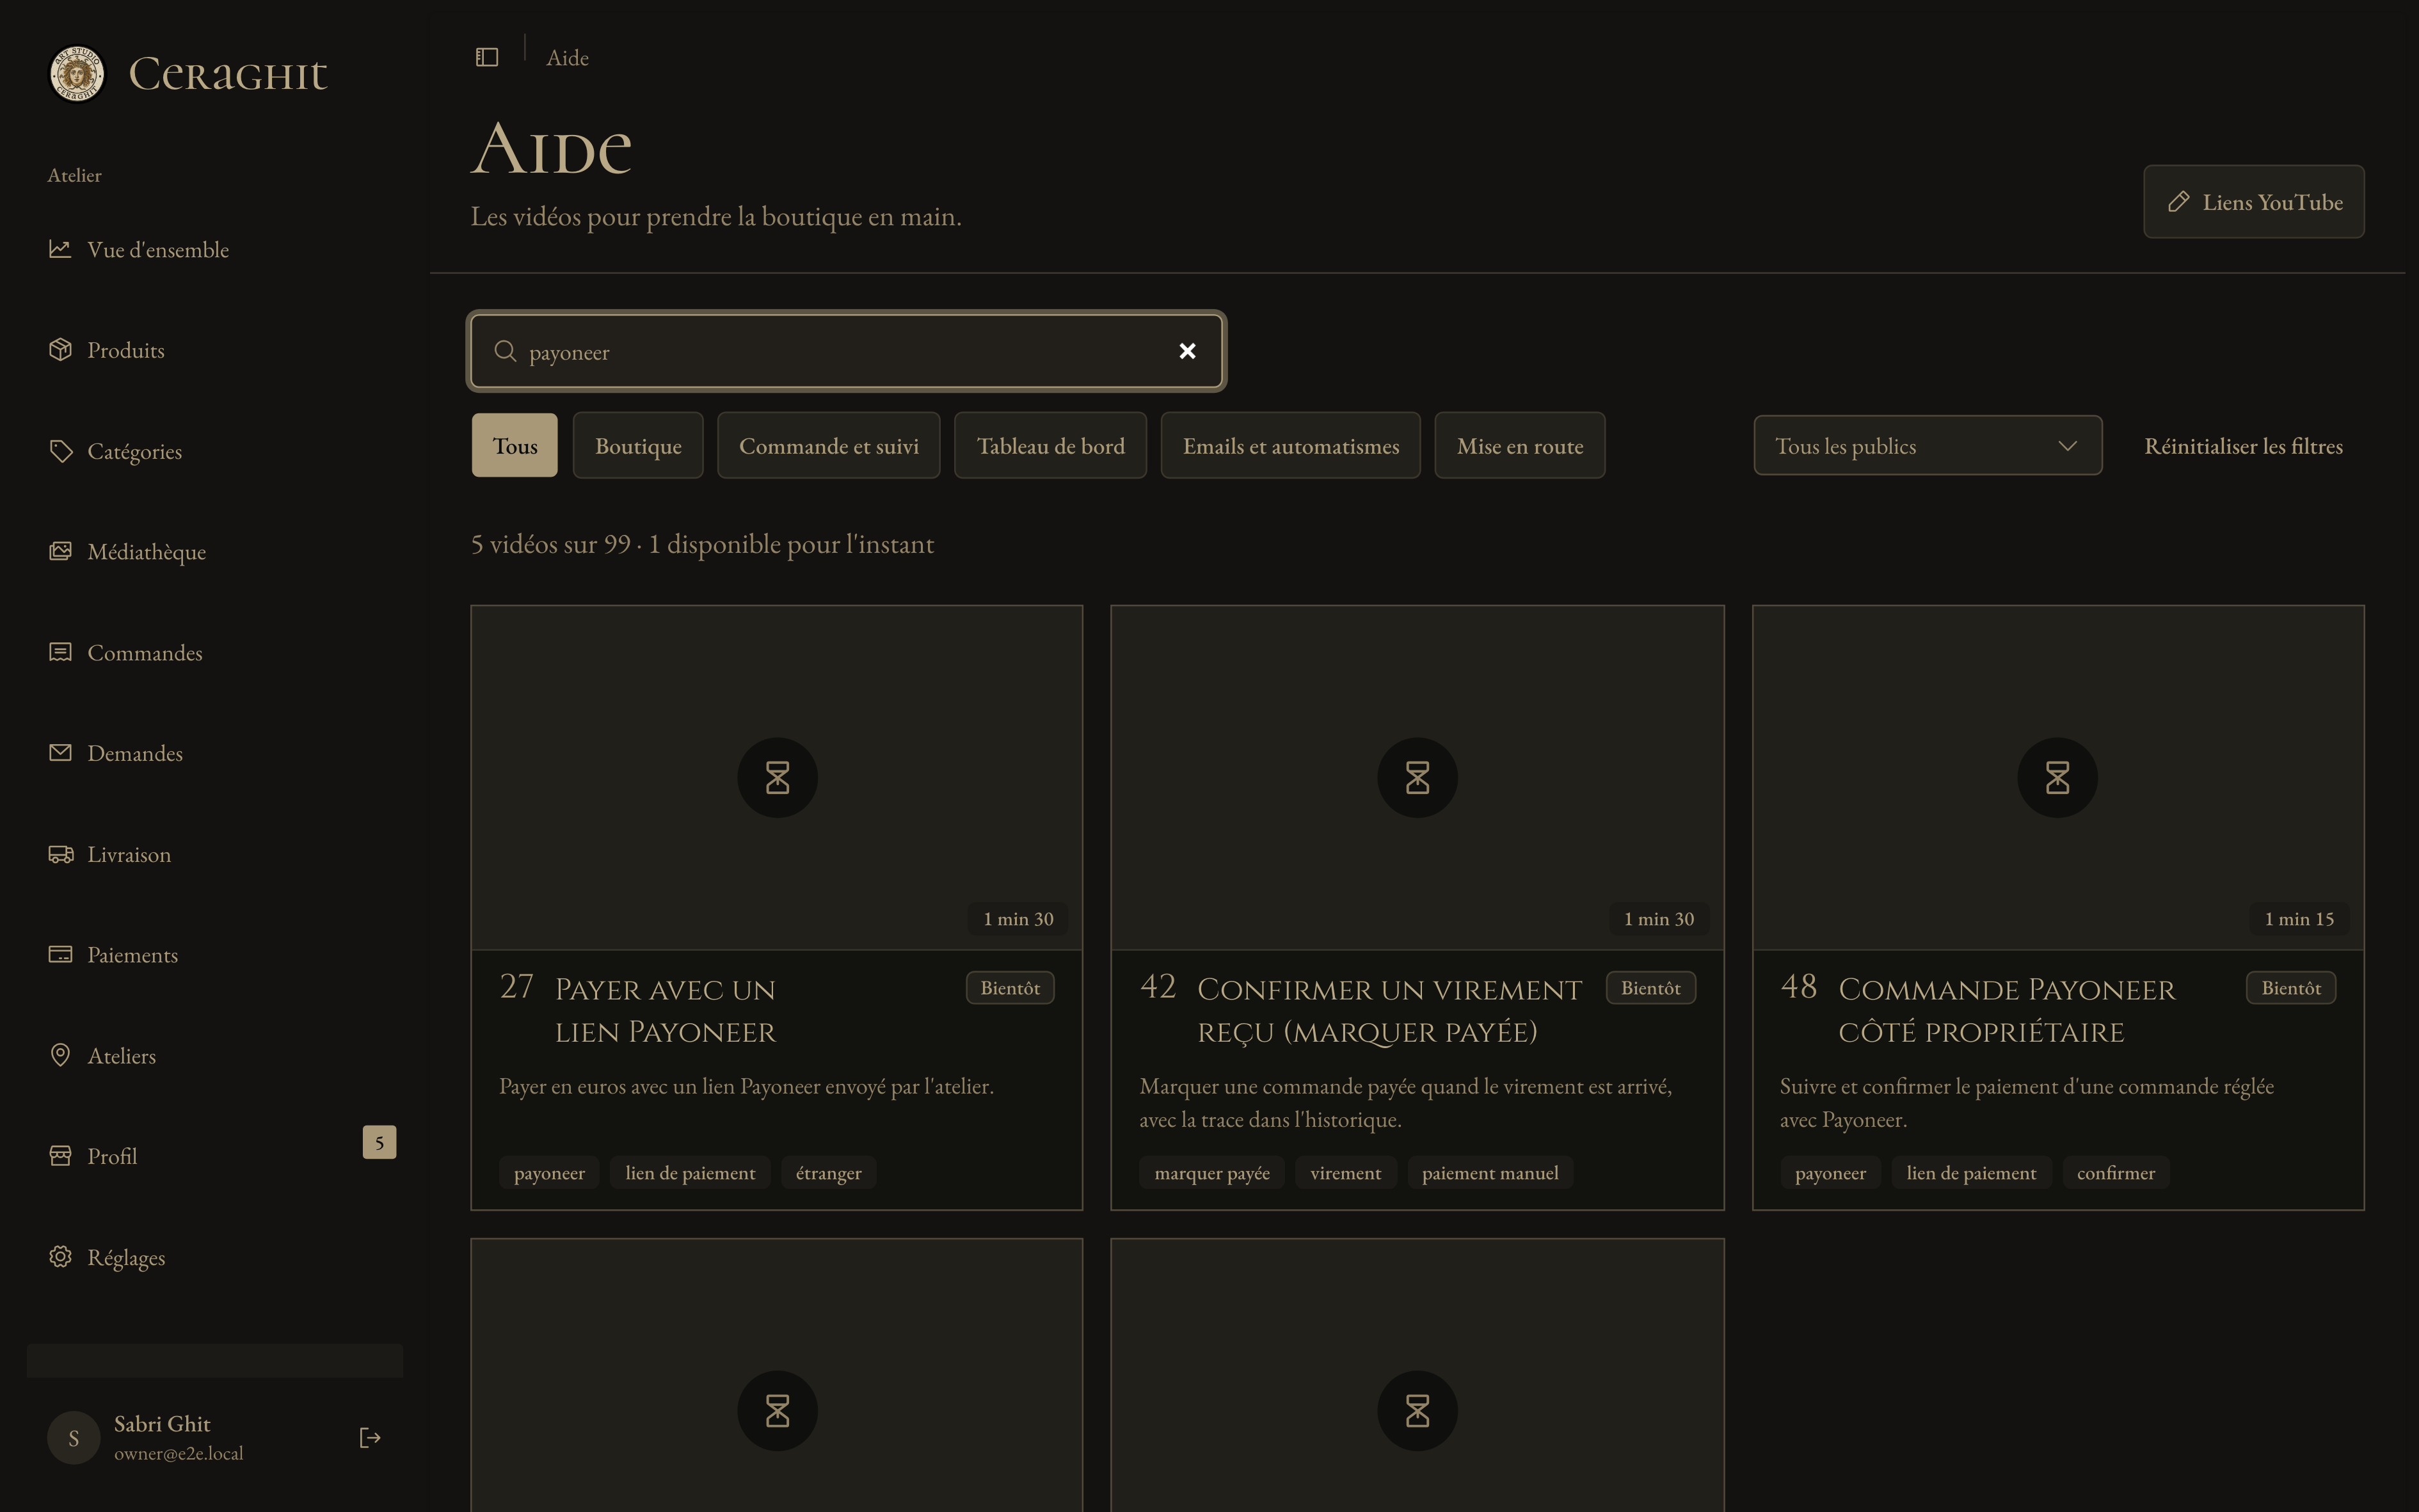 ART STUDIO
CERAGHIT
Ceraghit
Atelier
Vue d'ensemble
Produits
Catégories
Médiathèque
Commandes
Demandes
Livraison
Paiements
Ateliers
Profil
5
Réglages
S
Sabri Ghit
owner@e2e.local
Aide
Aide
Les vidéos pour prendre la boutique en main.
Liens YouTube
payoneer
Tous
Boutique
Commande et suivi
Tableau de bord
Emails et automatismes
Mise en route
Tous les publics
Réinitialiser les filtres
5 vidéos sur 99 · 1 disponible pour l'instant
1 min 30
27
Payer avec un
lien Payoneer
Bientôt
Payer en euros avec un lien Payoneer envoyé par l'atelier.
payoneer
lien de paiement
étranger
1 min 30
42
Confirmer un virement
reçu (marquer payée)
Bientôt
Marquer une commande payée quand le virement est arrivé,
avec la trace dans l'historique.
marquer payée
virement
paiement manuel
1 min 15
48
Commande Payoneer
côté propriétaire
Bientôt
Suivre et confirmer le paiement d'une commande réglée
avec Payoneer.
payoneer
lien de paiement
confirmer